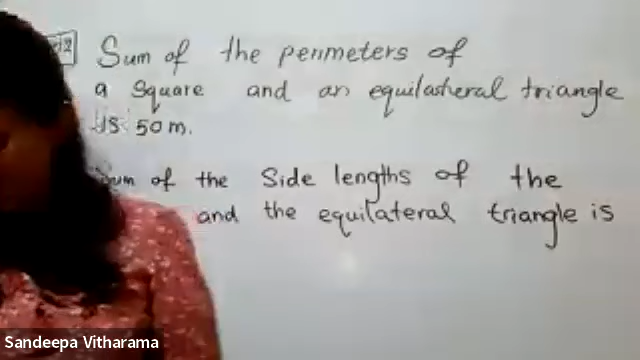 Sum of the perimeters of
a square and an equilateral triangle
is 50 m.
sum of the side lengths of the
and the equilateral triangle is
Sandeepa Vitharama